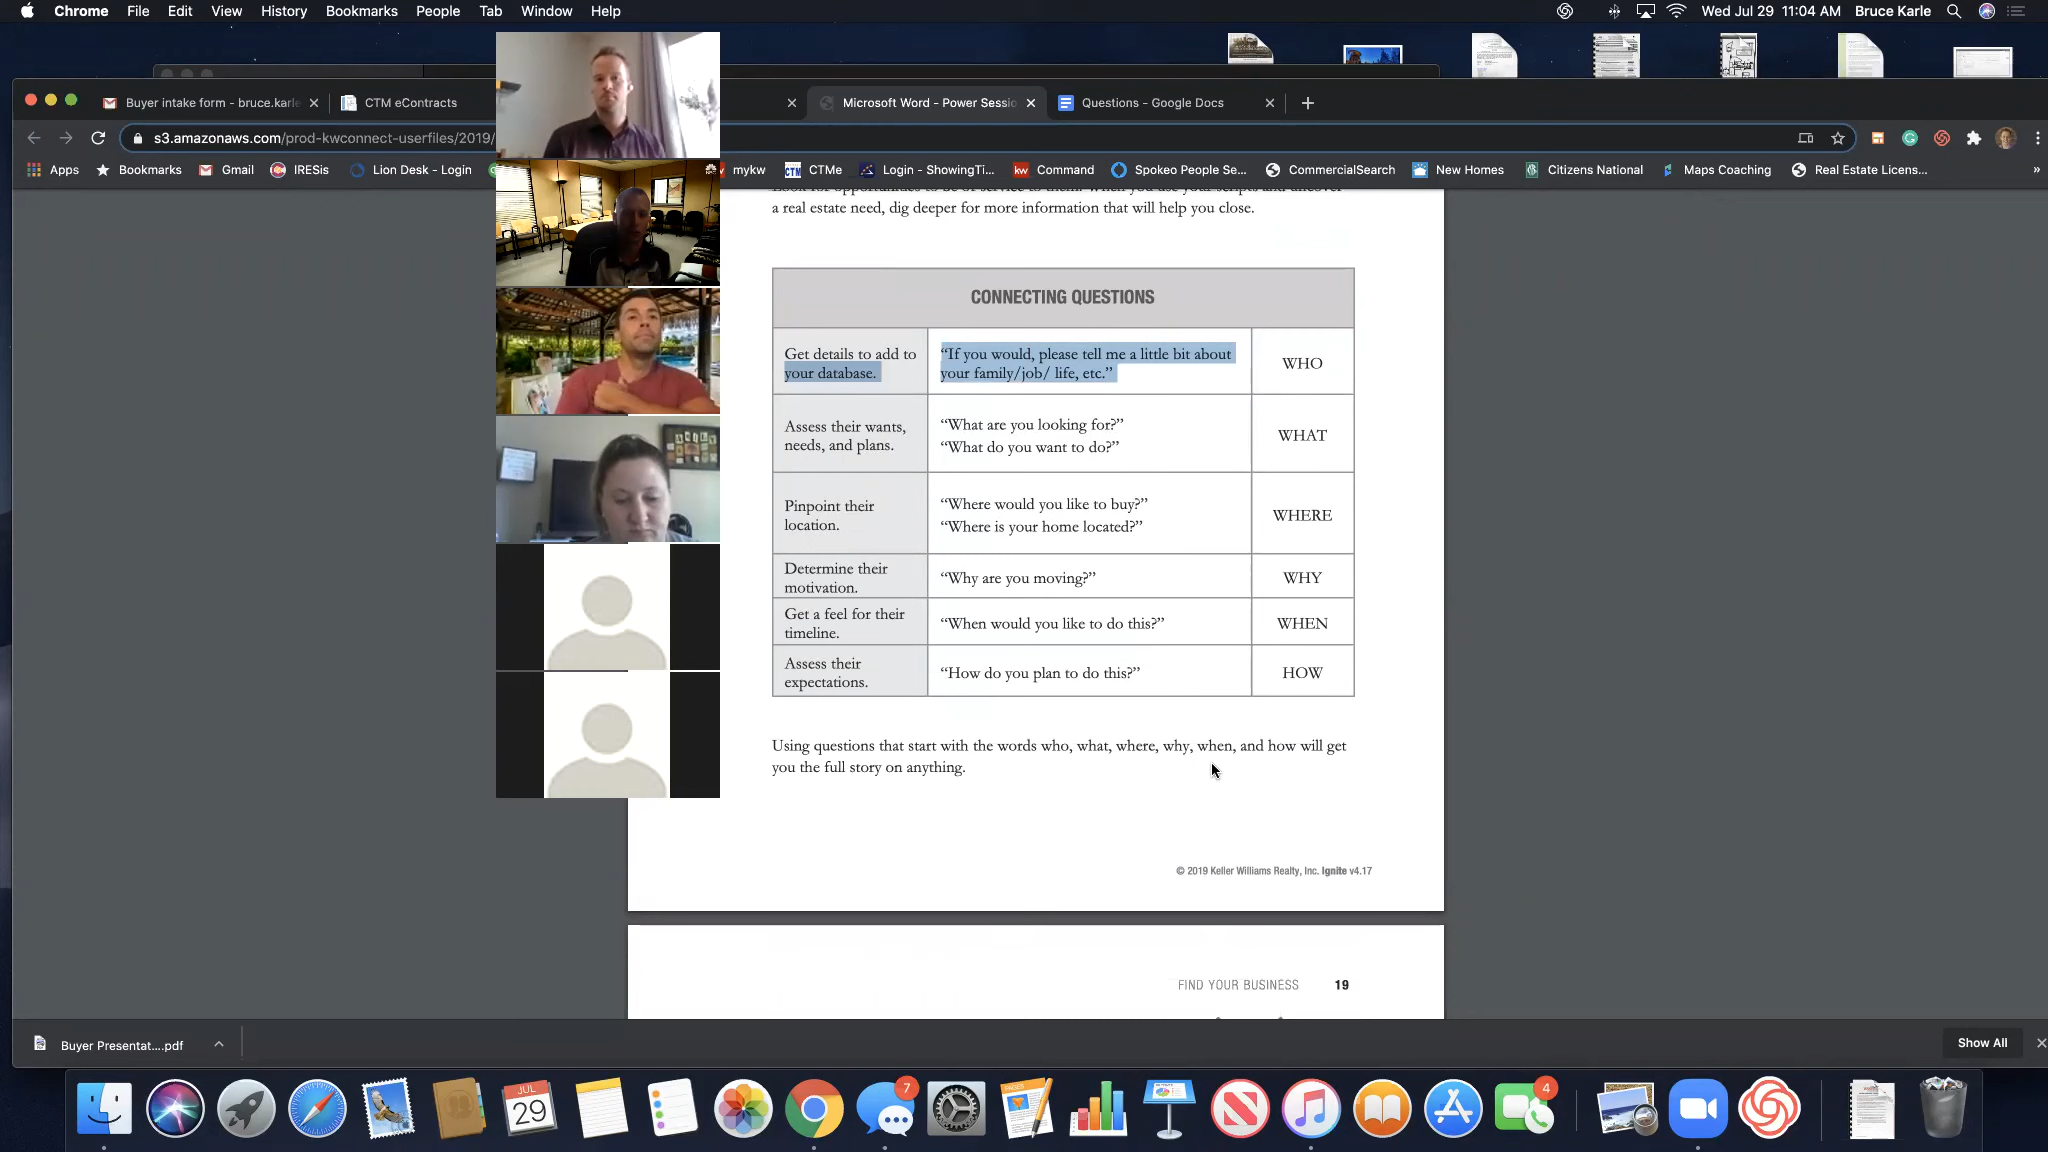 Chrome File Edit View History Bookmarks People Tab Window Help
Wed Jul 29 11:04 AM Bruce Karle
Buyer intake form - bruce.karle
CTM eContracts
Microsoft Word - Power Sessio
Questions - Google Docs
s3.amazonaws.com/prod-kwconnect-userfiles/2019/
Apps Bookmarks Gmail IRESis Lion Desk - Login mykw CTMe Login - ShowingTi... Command Spokeo People Se... CommercialSearch New Homes Citizens National Maps Coaching Real Estate Licens... »
a real estate need, dig deeper for more information that will help you close.
CONNECTING QUESTIONS
Get details to add to
your database.
“If you would, please tell me a little bit about
your family/job/ life, etc.”
WHO
Assess their wants,
needs, and plans.
“What are you looking for?”
“What do you want to do?”
WHAT
Pinpoint their
location.
“Where would you like to buy?”
“Where is your home located?”
WHERE
Determine their
motivation.
“Why are you moving?”
WHY
Get a feel for their
timeline.
“When would you like to do this?”
WHEN
Assess their
expectations.
“How do you plan to do this?”
HOW
Using questions that start with the words who, what, where, why, when, and how will get
you the full story on anything.
© 2019 Keller Williams Realty, Inc. Ignite v4.17
FIND YOUR BUSINESS 19
Buyer Presentat....pdf
Show All
JUL
29
7
PAGES
4